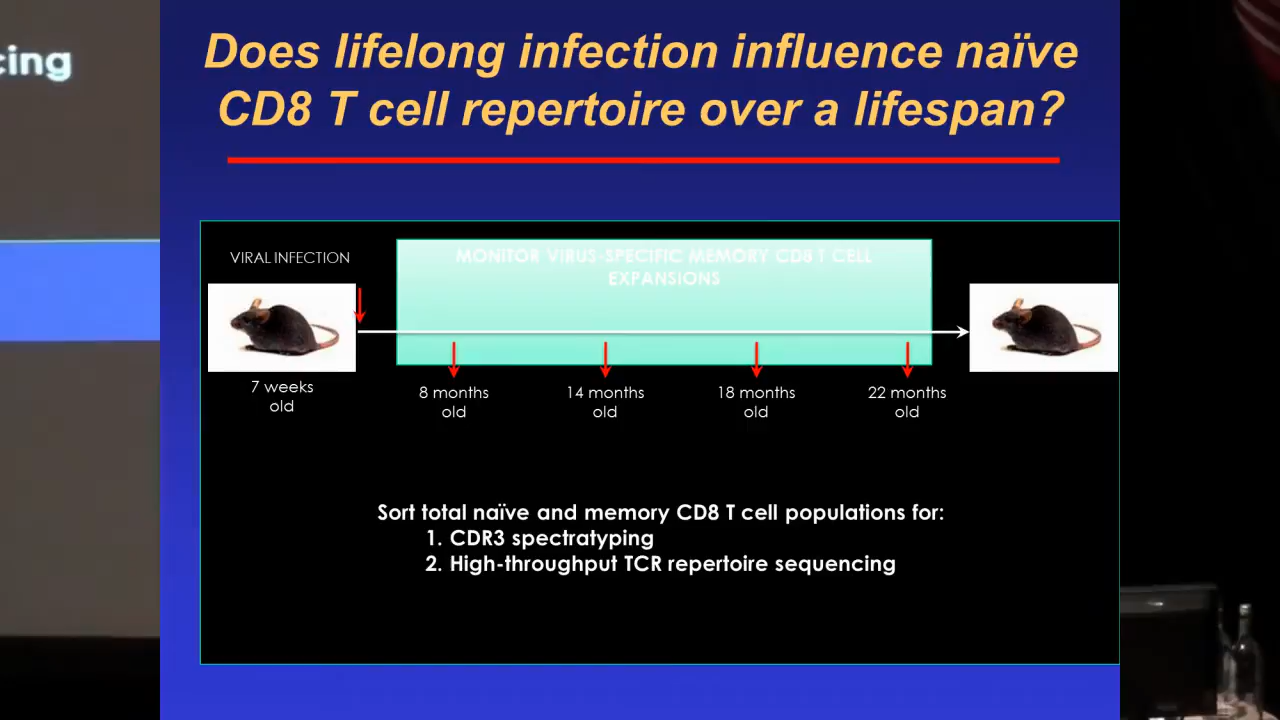 cing
Does lifelong infection influence naïve
CD8 T cell repertoire over a lifespan?
VIRAL INFECTION
MONITOR VIRUS-SPECIFIC MEMORY CD8 T CELL
EXPANSIONS
7 weeks
old
8 months
old
14 months
old
18 months
old
22 months
old
Sort total naïve and memory CD8 T cell populations for:
1. CDR3 spectratyping
2. High-throughput TCR repertoire sequencing